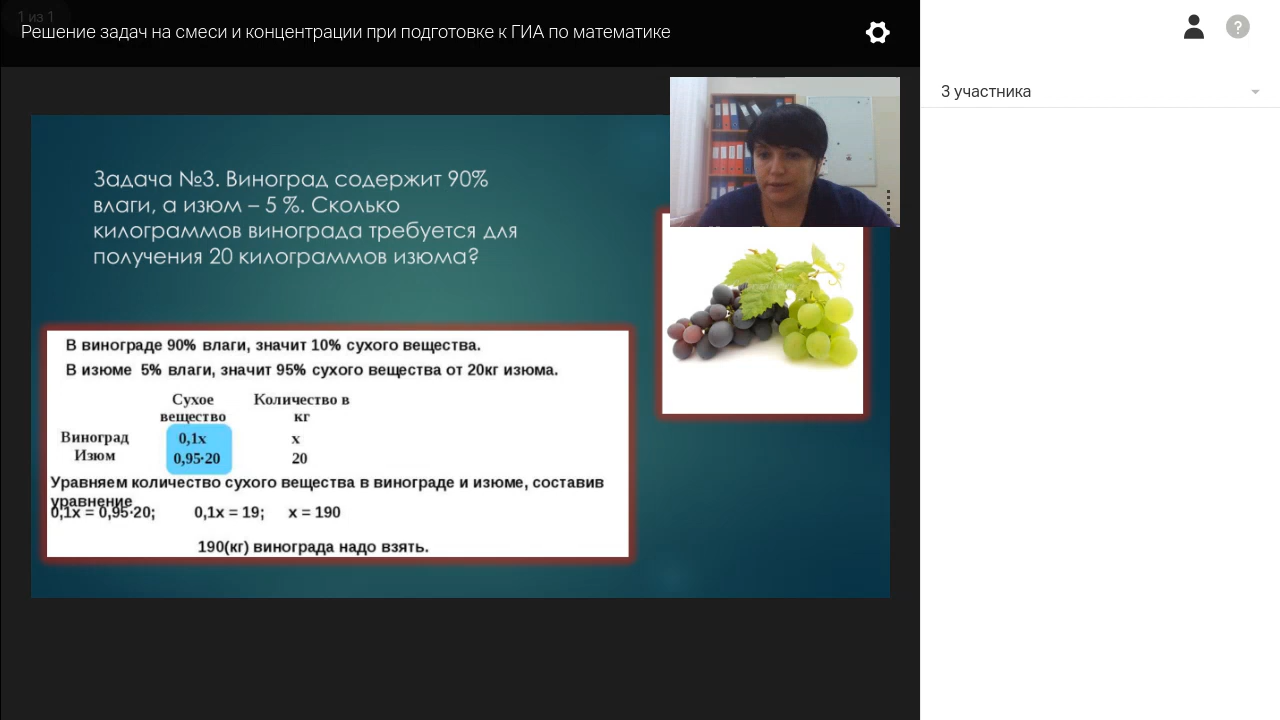 1 из 1
Решение задач на смеси и концентрации при подготовке к ГИА по математике
3 участника
Задача №3. Виноград содержит 90%
влаги, а изюм – 5 %. Сколько
килограммов винограда требуется для
получения 20 килограммов изюма?
В винограде 90% влаги, значит 10% сухого вещества.
В изюме 5% влаги, значит 95% сухого вещества от 20кг изюма.
Сухое Количество в
вещество кг
Виноград 0,1х х
Изюм 0,95·20 20
Уравняем количество сухого вещества в винограде и изюме, составив
уравнение
0,1х = 0,95·20; 0,1х = 19; х = 190
190(кг) винограда надо взять.